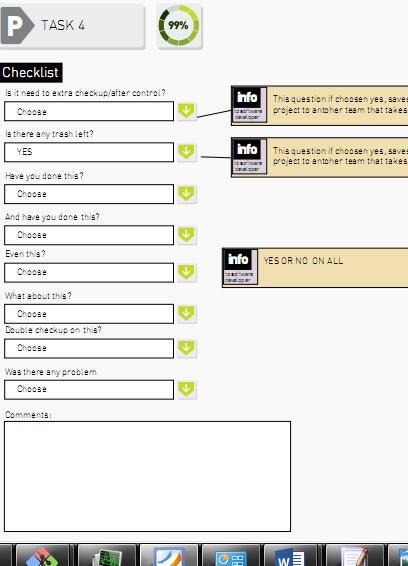 P TASK 4
99%
Checklist
Is it need to extra checkup/after control?
Choose
info
to software
developer
This question if choosen yes, saves
project to antoher team that takes
Is there any trash left?
YES
info
to software
developer
This question if choosen yes, saves
project to antoher team that takes
Have you done this?
Choose
And have you done this?
Choose
Even this?
Choose
info
to software
developer
YES OR NO ON ALL
What about this?
Choose
Double checkup on this?
Choose
Was there any problem
Choose
Comments:
W